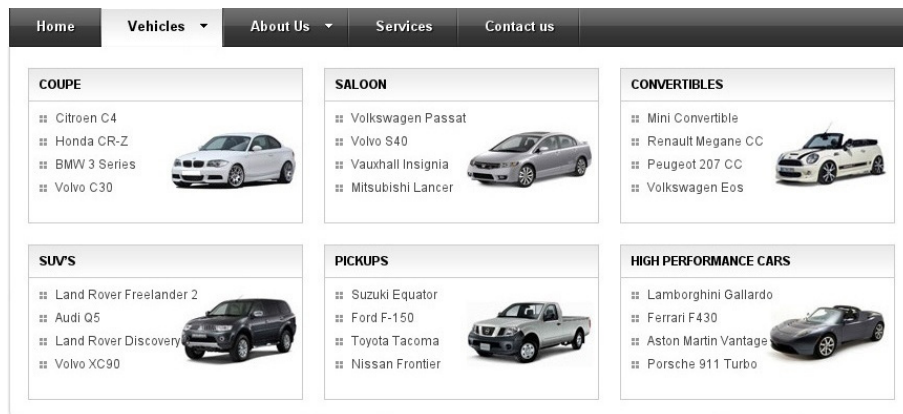 Home Vehicles About Us Services Contact us
COUPE
Citroen C4
Honda CR-Z
BMW 3 Series
Volvo C30
SALOON
Volkswagen Passat
Volvo S40
Vauxhall Insignia
Mitsubishi Lancer
CONVERTIBLES
Mini Convertible
Renault Megane CC
Peugeot 207 CC
Volkswagen Eos
SUV'S
Land Rover Freelander 2
Audi Q5
Land Rover Discovery
Volvo XC90
PICKUPS
Suzuki Equator
Ford F-150
Toyota Tacoma
Nissan Frontier
HIGH PERFORMANCE CARS
Lamborghini Gallardo
Ferrari F430
Aston Martin Vantage
Porsche 911 Turbo